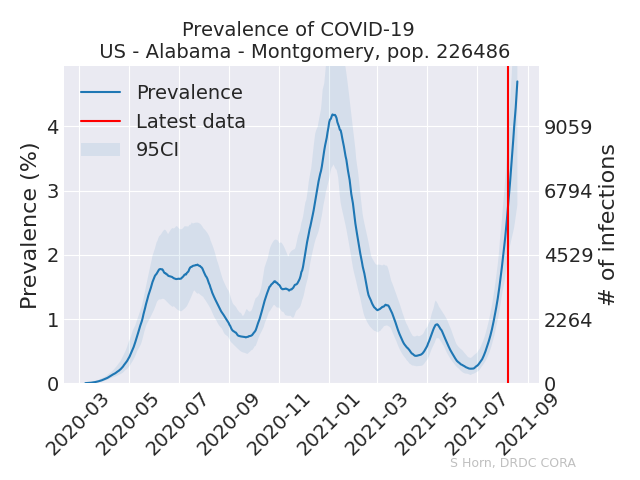 Prevalence of COVID-19
US - Alabama - Montgomery, pop. 226486
Prevalence
Latest data
95CI
Prevalence (%)
4
3
2
1
0
9059
6794
4529
2264
0
# of infections
2020-03
2020-05
2020-07
2020-09
2020-11
2021-01
2021-03
2021-05
2021-07
2021-09
S Horn, DRDC CORA